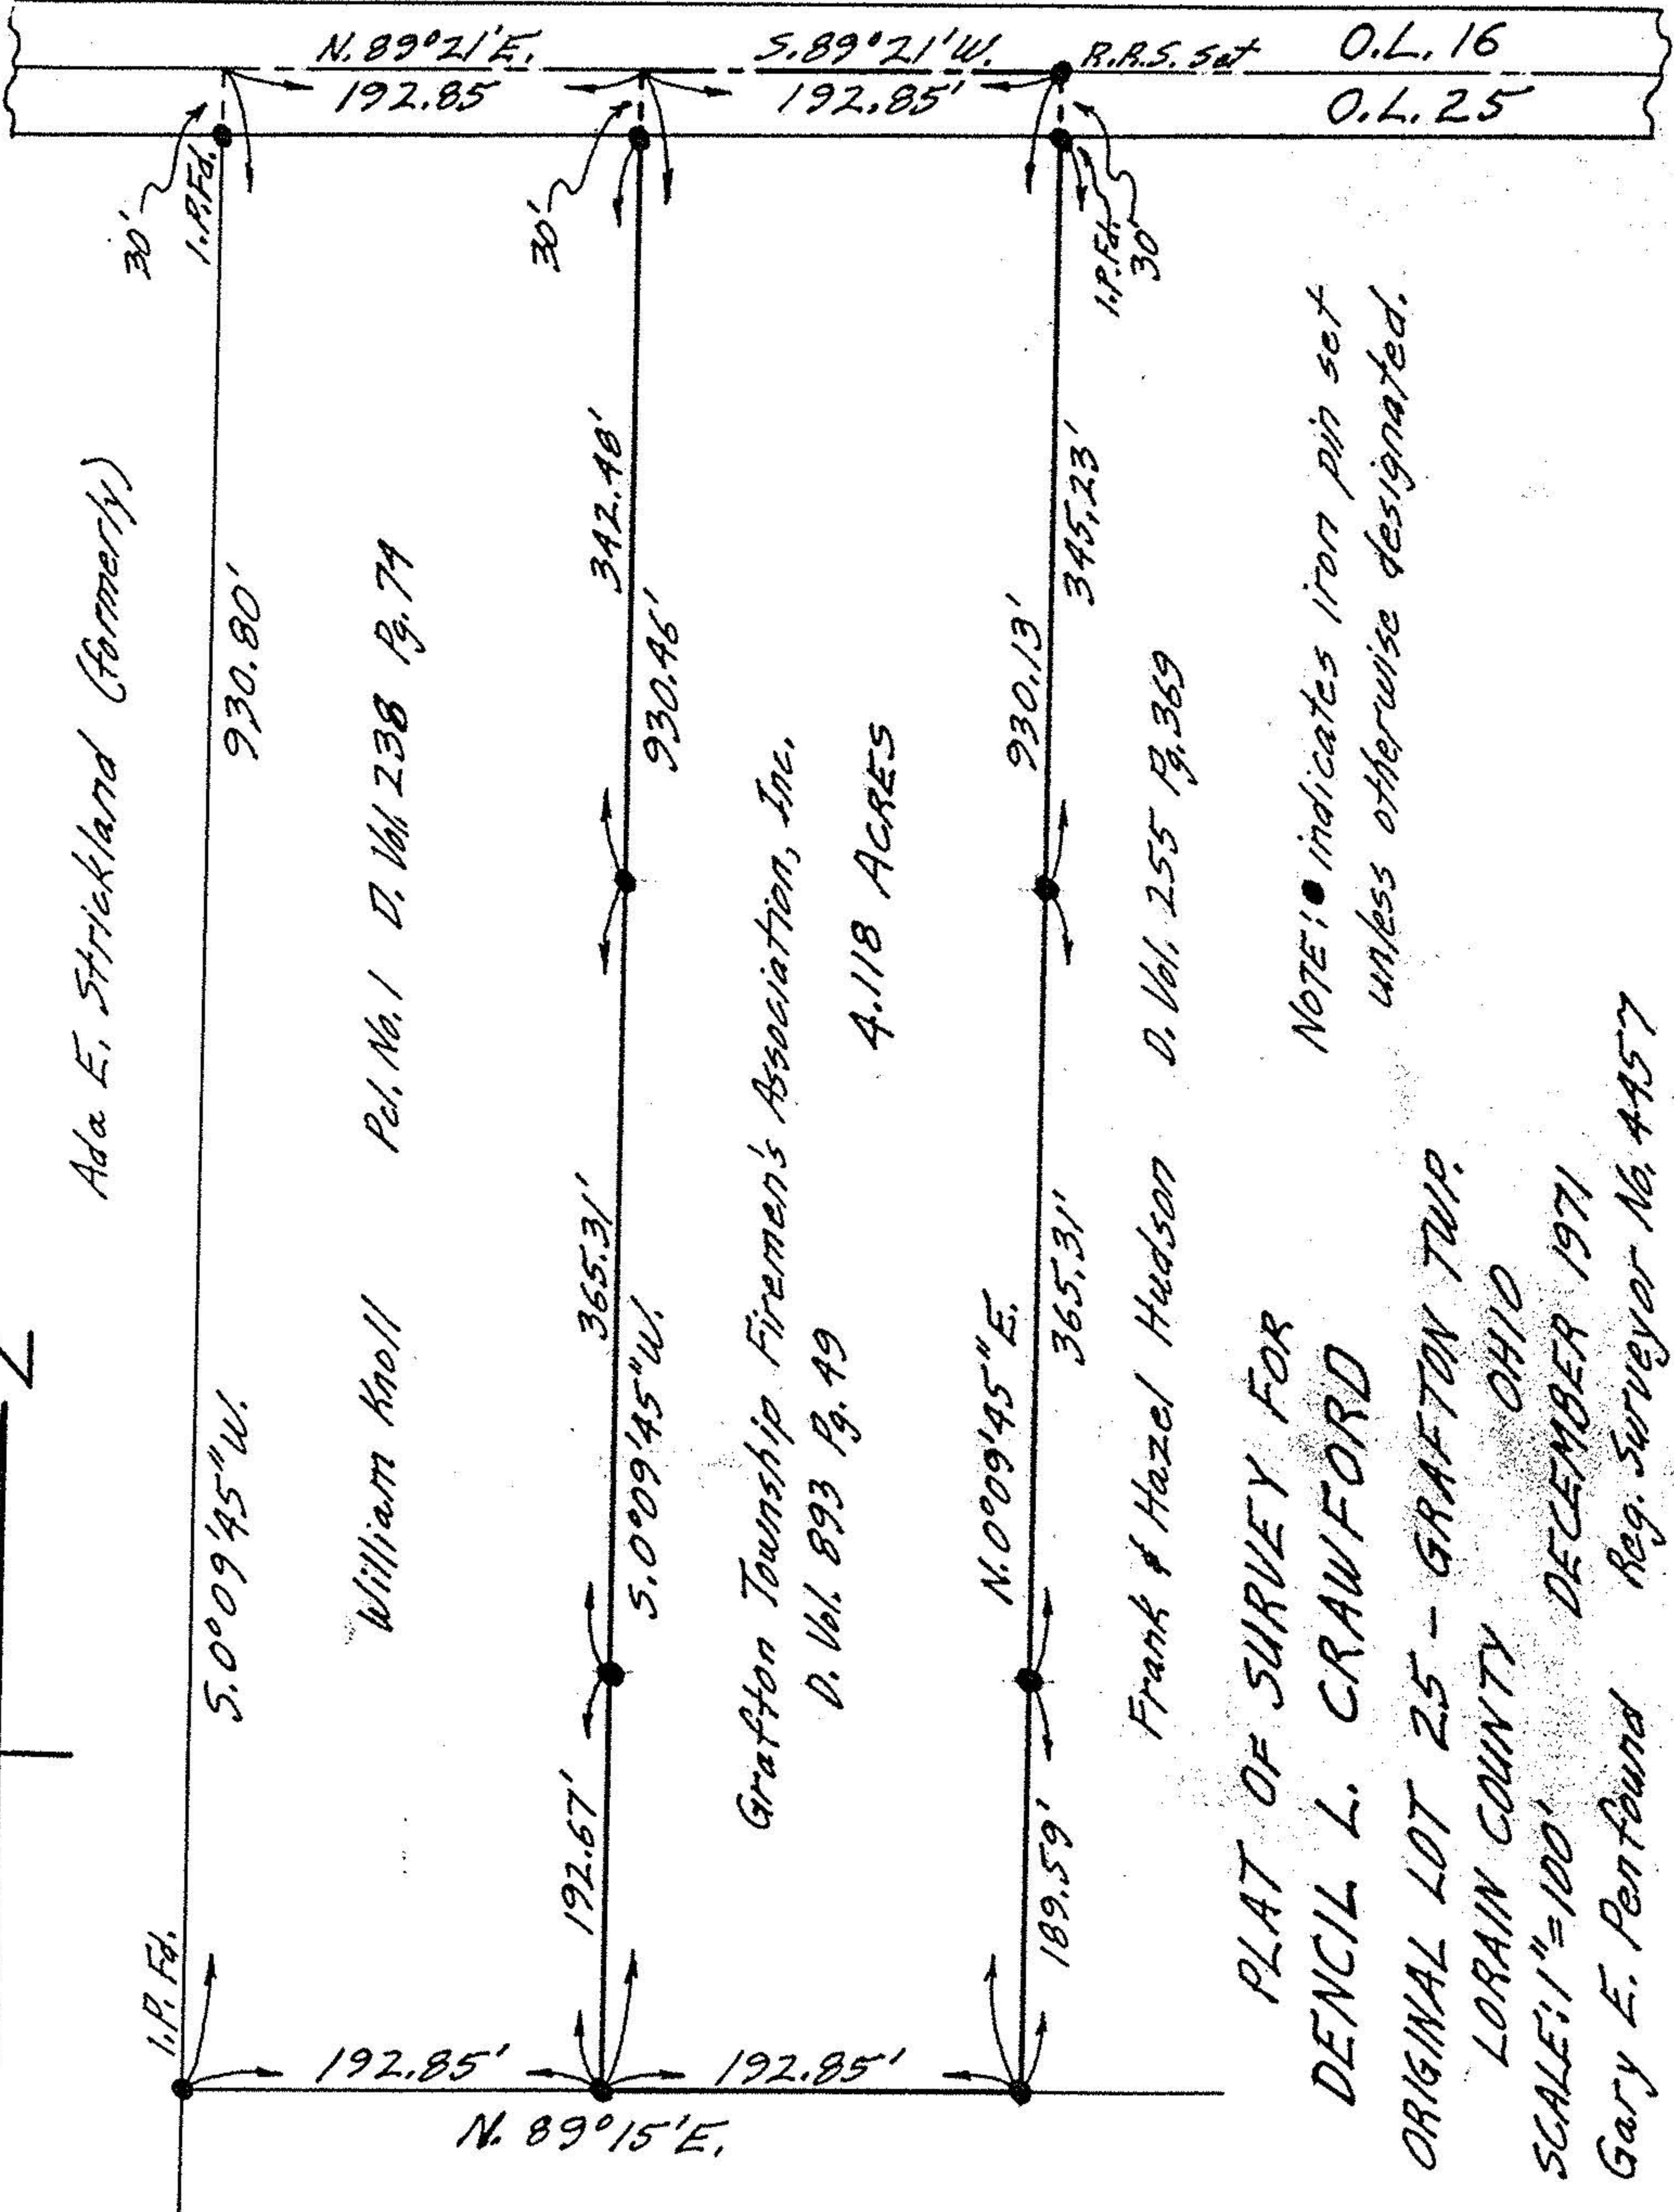 N. 89°21'E.
192.85
S. 89°21'W.
192.85'
R.R.S. Set
O.L. 16
O.L. 25
30'
I.P. Fd.
30'
I.P. Fd.
30'
Ada E. Strickland (formerly)
S. 0°09'45" W.
930.80'
I.P. Fd.
William Knoll Pcl. No. 1 D. Vol. 238 Pg. 74
192.67'
365.31'
342.48'
S. 0°09'45" W.
930.46'
Grafton Township Firemen's Association, Inc.
D. Vol. 893 Pg. 49
4.118 ACRES
N. 0°09'45" E.
930.13'
189.59'
365.31'
345.23'
Frank & Hazel Hudson D. Vol. 255 Pg. 369
192.85'
192.85'
N. 89°15'E.
NOTE: ● indicates iron pin set
unless otherwise designated.
PLAT OF SURVEY FOR
DENCIL L. CRAWFORD
ORIGINAL LOT 25 - GRAFTON TWP.
LORAIN COUNTY OHIO
SCALE: 1"=100' DECEMBER 1971
Gary E. Penfound Reg. Surveyor No. 4457